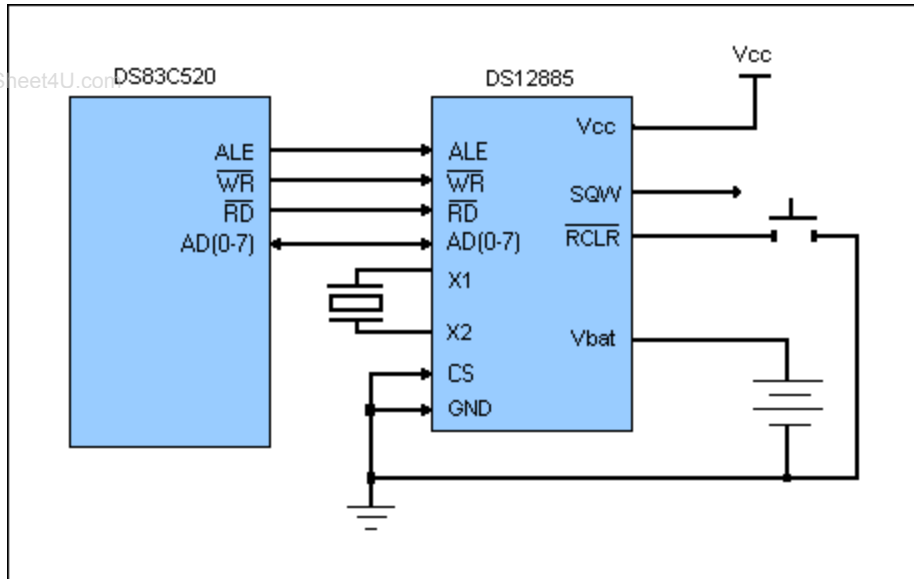 Sheet4U.com
DS83C520
DS12885
Vcc
ALE
WR
RD
AD(0-7)
ALE
WR
RD
AD(0-7)
X1
X2
CS
GND
Vcc
SQW
RCLR
Vbat